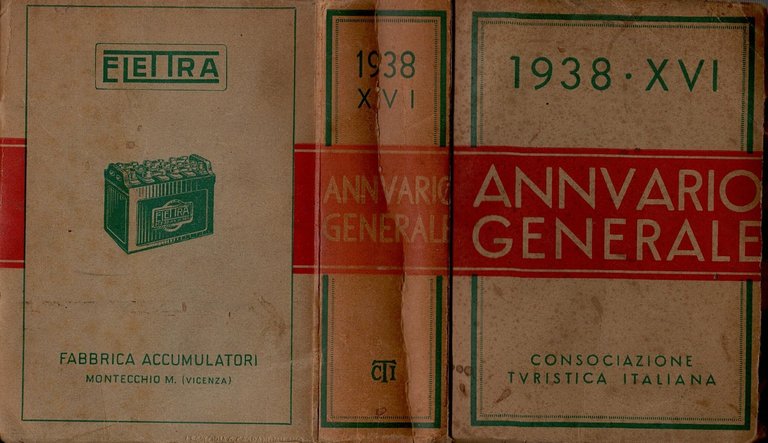 ELETTRA
ELETTRA
FABBRICA ACCUMULATORI
MONTECCHIO M. (VICENZA)
1938
XVI
ANNVARIO
GENERALE
CTI
1938 · XVI
ANNVARIO
GENERALE
CONSOCIAZIONE
TVRISTICA ITALIANA